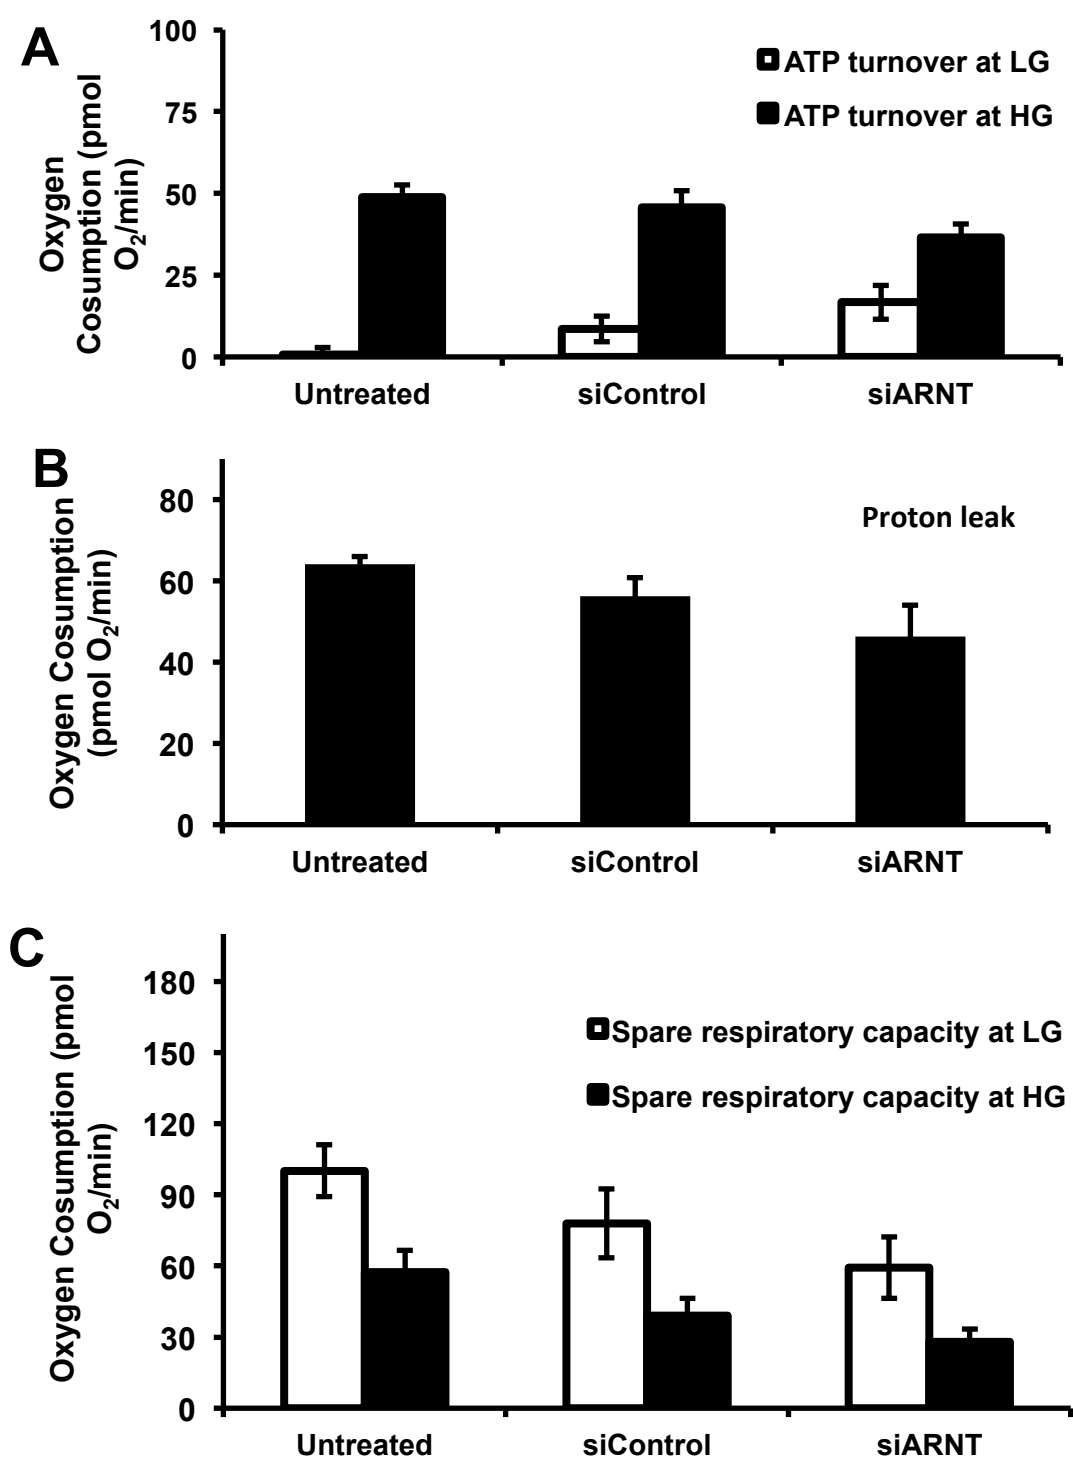 A
100
75
50
25
0
Oxygen
Cosumption (pmol
O₂/min)
ATP turnover at LG
ATP turnover at HG
Untreated siControl siARNT
B
80
60
40
20
0
Oxygen Cosumption
(pmol O₂/min)
Proton leak
Untreated siControl siARNT
C
180
150
120
90
60
30
0
Oxygen Cosumption (pmol
O₂/min)
Spare respiratory capacity at LG
Spare respiratory capacity at HG
Untreated siControl siARNT